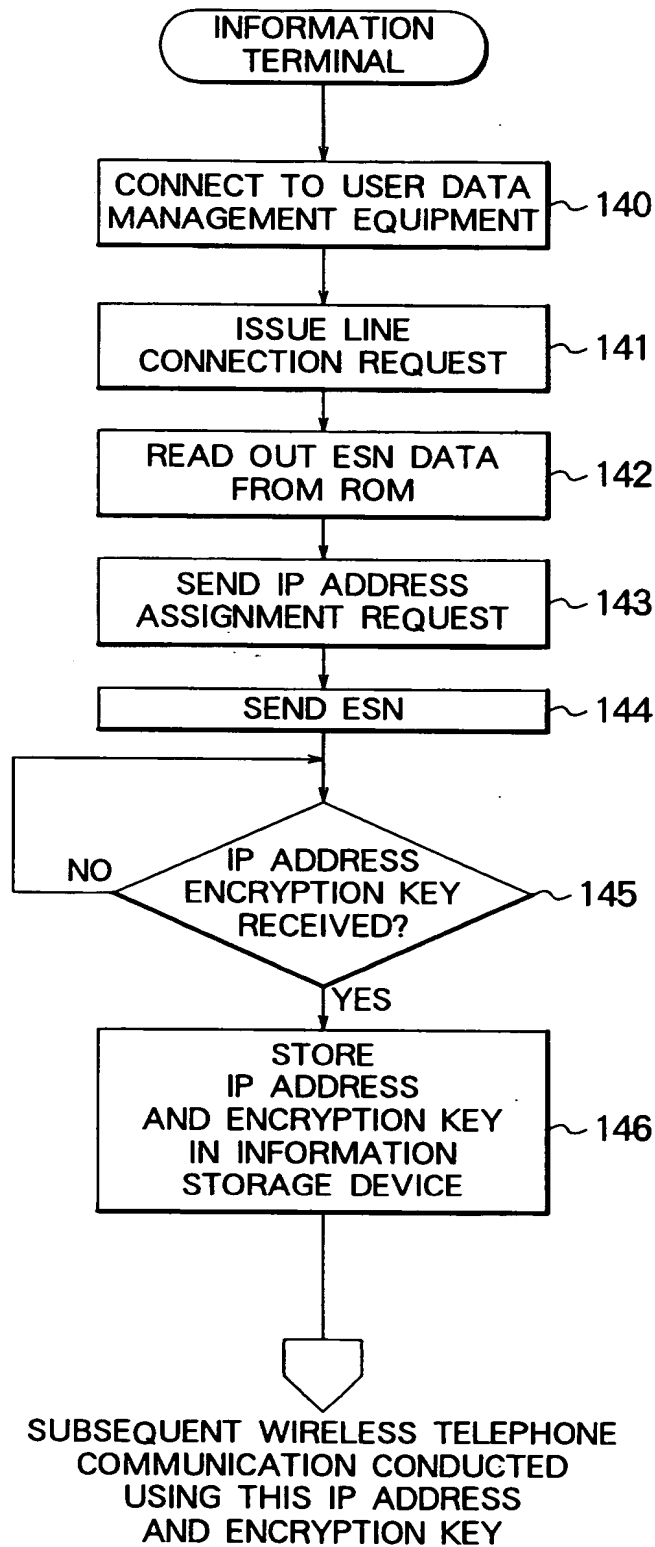 INFORMATION
TERMINAL
CONNECT TO USER DATA
MANAGEMENT EQUIPMENT
140
ISSUE LINE
CONNECTION REQUEST
141
READ OUT ESN DATA
FROM ROM
142
SEND IP ADDRESS
ASSIGNMENT REQUEST
143
SEND ESN
144
NO
IP ADDRESS
ENCRYPTION KEY
RECEIVED?
145
YES
STORE
IP ADDRESS
AND ENCRYPTION KEY
IN INFORMATION
STORAGE DEVICE
146
SUBSEQUENT WIRELESS TELEPHONE
COMMUNICATION CONDUCTED
USING THIS IP ADDRESS
AND ENCRYPTION KEY